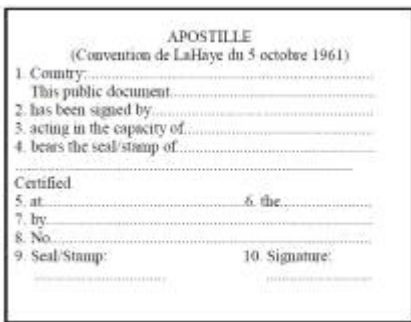 APOSTILLE
(Convention de LaHaye du 5 octobre 1961)
1. Country:
This public document
2. has been signed by
3. acting in the capacity of
4. bears the seal/stamp of
Certified
5. at 6. the
7. by
8. No
9. Seal/Stamp: 10. Signature: